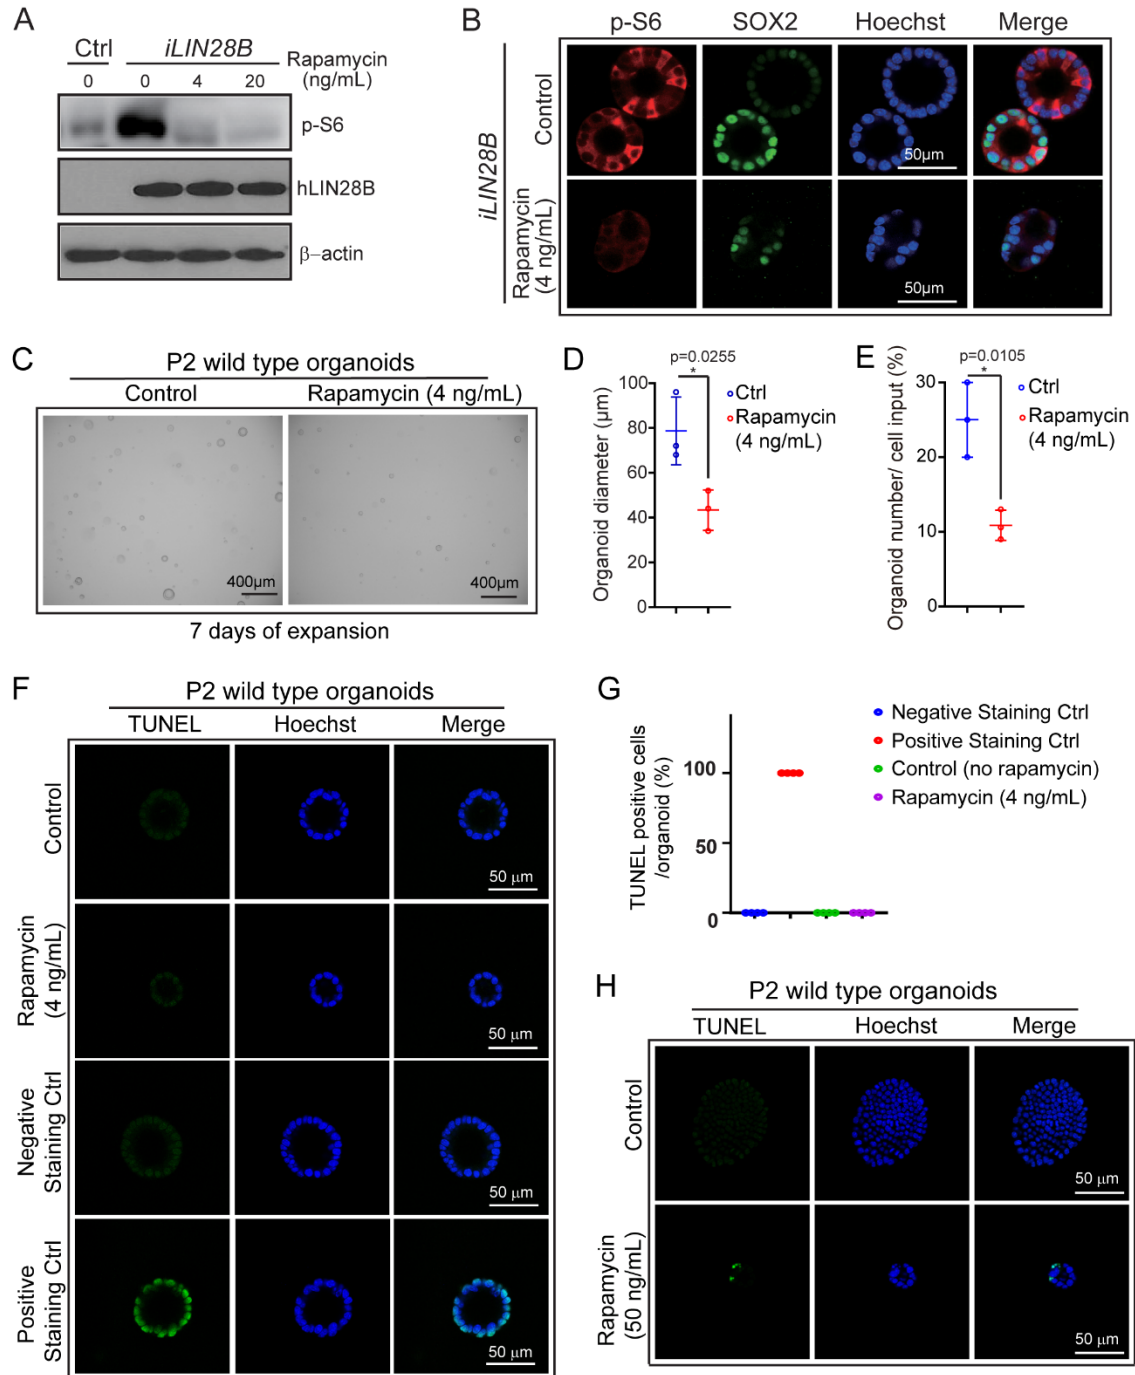 A
Ctrl iLIN28B Rapamycin
0 0 4 20 (ng/mL)
p-S6
hLIN28B
β–actin
B
p-S6 SOX2 Hoechst Merge
iLIN28B
Control
50µm
Rapamycin
(4 ng/mL)
50µm
C
P2 wild type organoids
Control Rapamycin (4 ng/mL)
400µm 400µm
7 days of expansion
D
p=0.0255
*
Organoid diameter (µm)
100
80
60
40
20
0
Ctrl
Rapamycin
(4 ng/mL)
E
p=0.0105
*
Organoid number/ cell input (%)
30
20
10
0
Ctrl
Rapamycin
(4 ng/mL)
F
P2 wild type organoids
TUNEL Hoechst Merge
Control
50 µm
Rapamycin
(4 ng/mL)
50 µm
Negative
Staining Ctrl
50 µm
Positive
Staining Ctrl
50 µm
G
TUNEL positive cells
/organoid (%)
100
50
0
Negative Staining Ctrl
Positive Staining Ctrl
Control (no rapamycin)
Rapamycin (4 ng/mL)
H
P2 wild type organoids
TUNEL Hoechst Merge
Control
50 µm
Rapamycin
(50 ng/mL)
50 µm